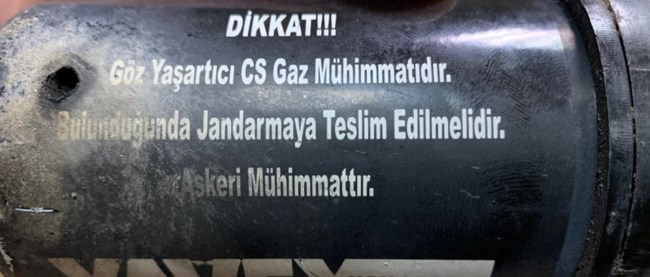 DİKKAT!!!
Göz Yaşartıcı CS Gaz Mühimmatıdır.
Bulunduğunda Jandarmaya Teslim Edilmelidir.
Askeri Mühimmattır.